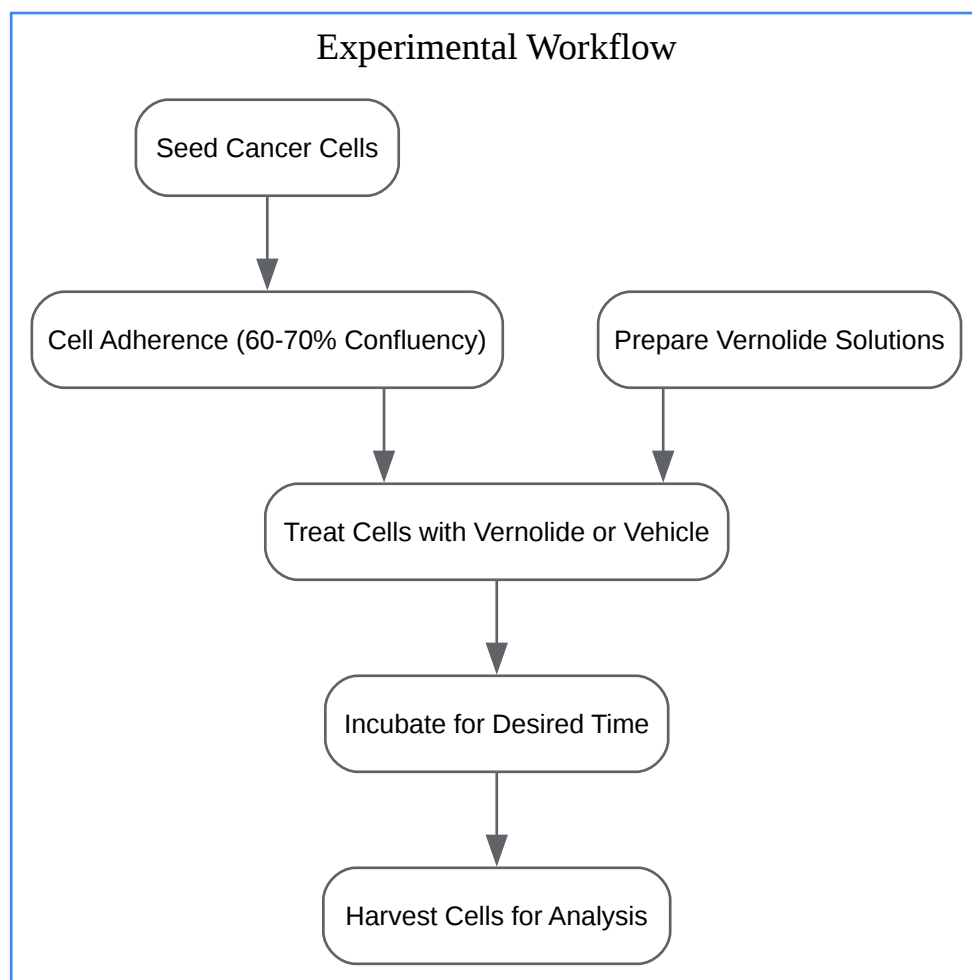 Experimental Workflow
Seed Cancer Cells
Cell Adherence (60-70% Confluency)
Prepare Vernolide Solutions
Treat Cells with Vernolide or Vehicle
Incubate for Desired Time
Harvest Cells for Analysis